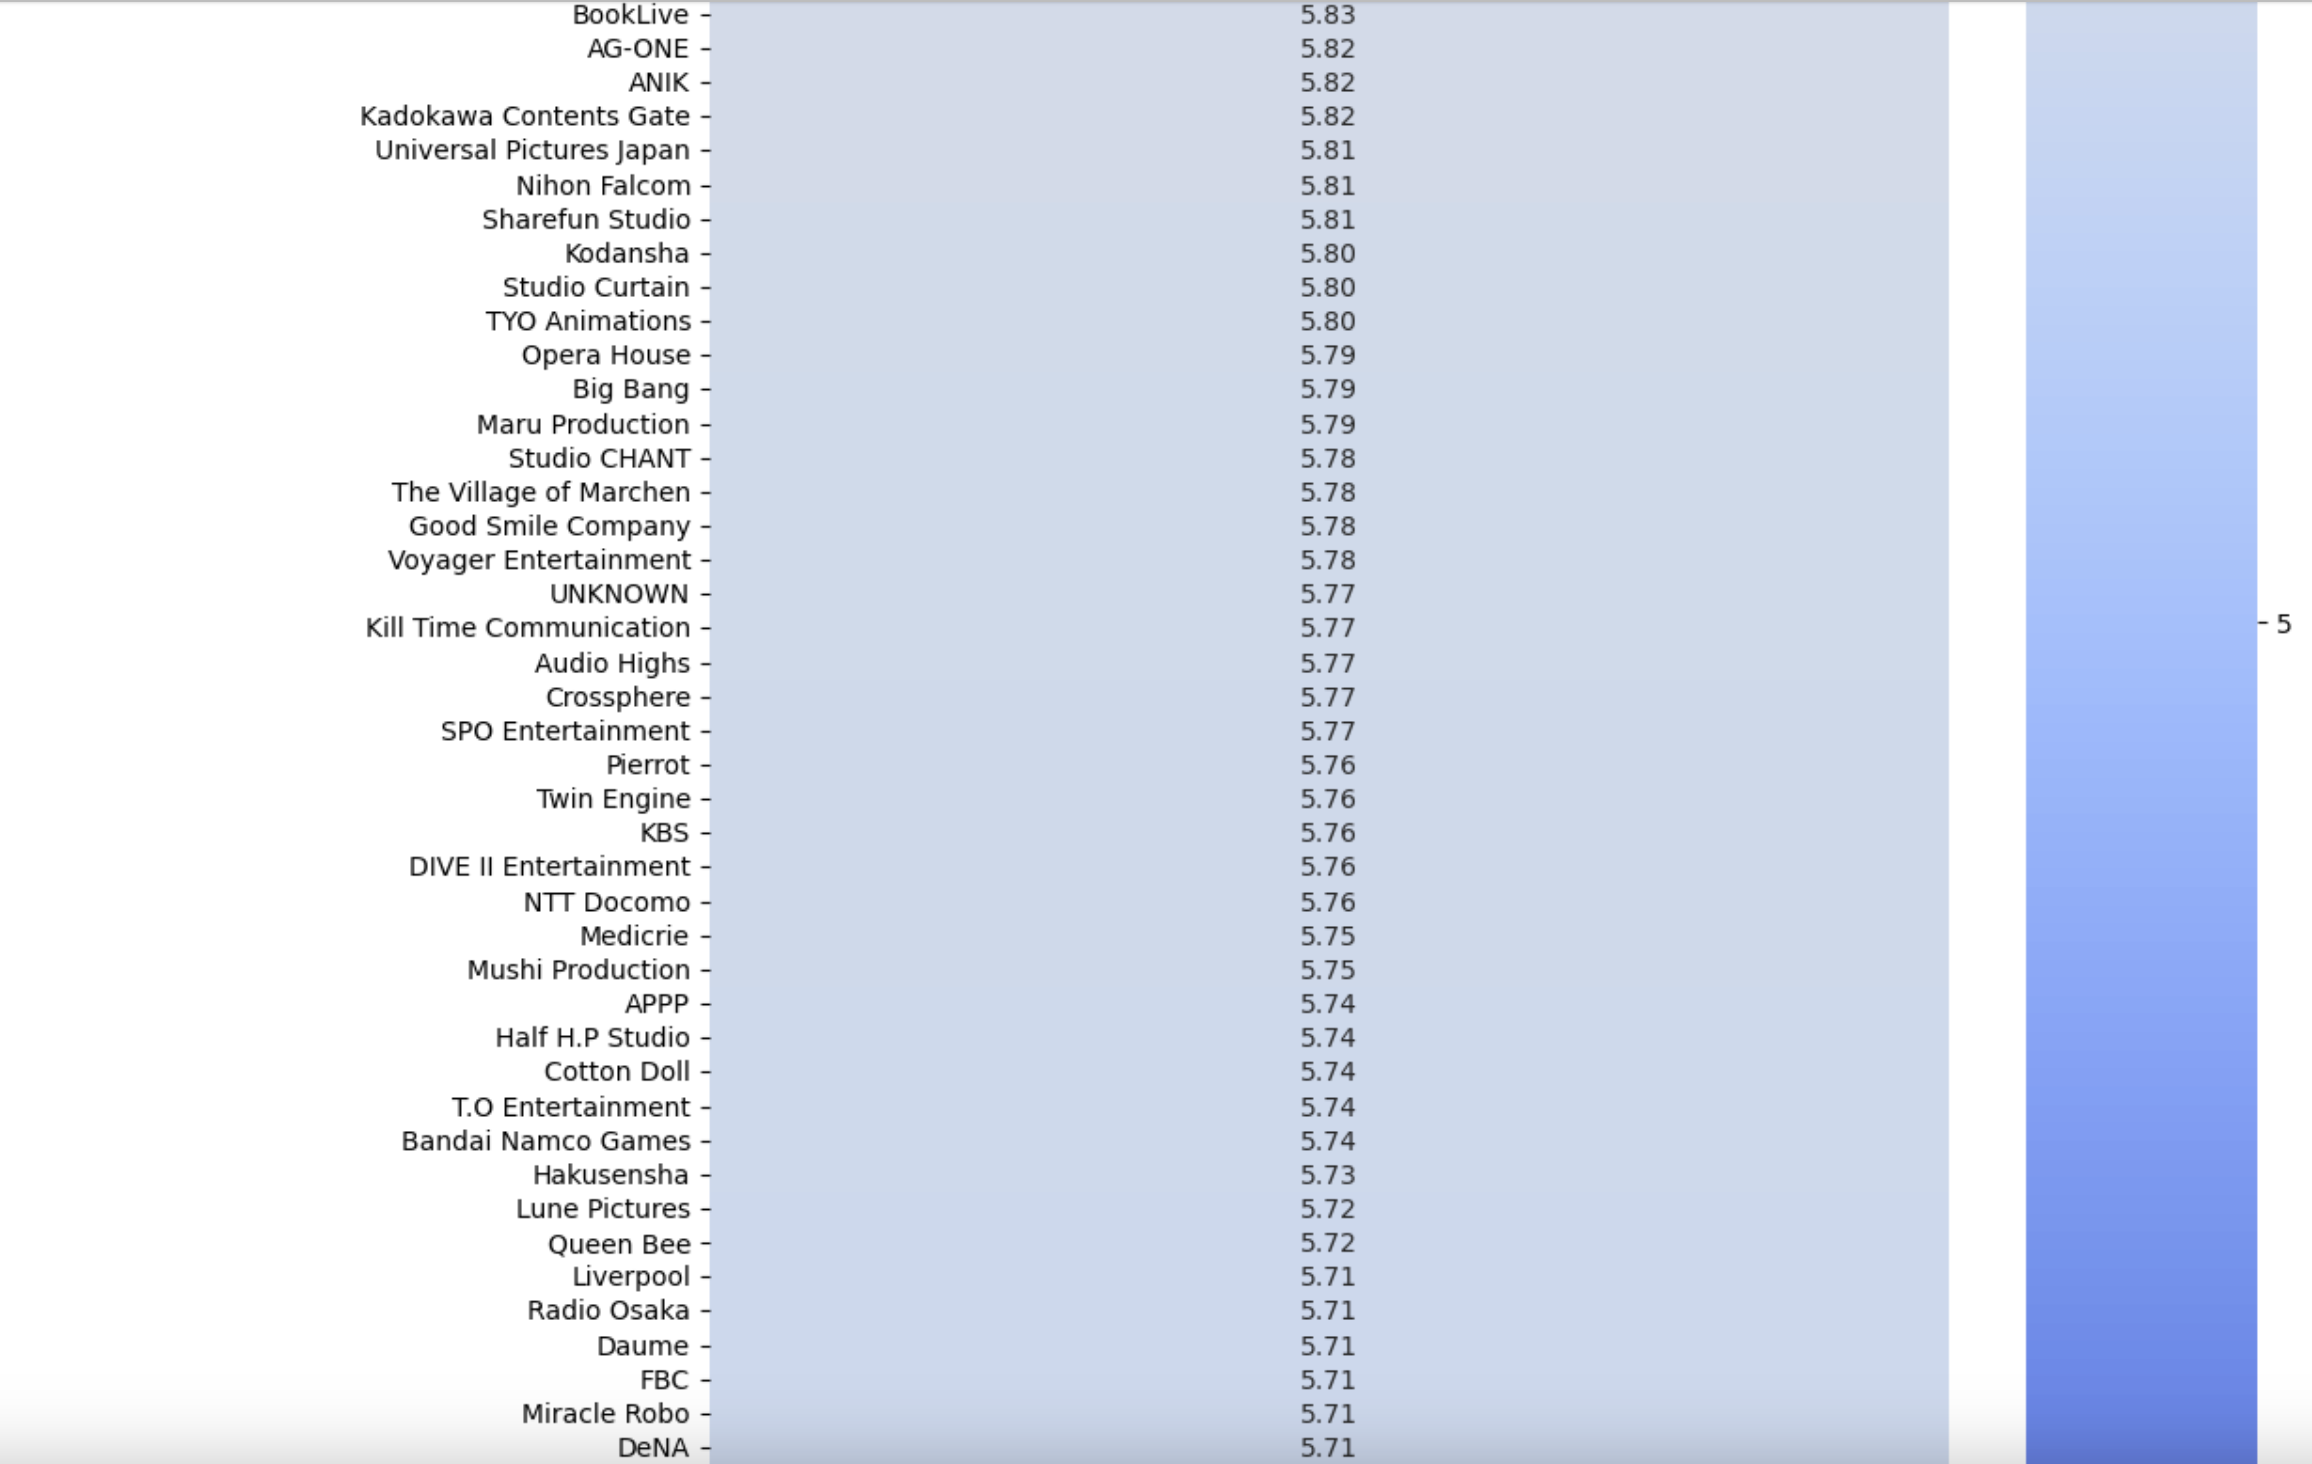 BookLive 5.83
AG-ONE 5.82
ANIK 5.82
Kadokawa Contents Gate 5.82
Universal Pictures Japan 5.81
Nihon Falcom 5.81
Sharefun Studio 5.81
Kodansha 5.80
Studio Curtain 5.80
TYO Animations 5.80
Opera House 5.79
Big Bang 5.79
Maru Production 5.79
Studio CHANT 5.78
The Village of Marchen 5.78
Good Smile Company 5.78
Voyager Entertainment 5.78
UNKNOWN 5.77
Kill Time Communication 5.77 5
Audio Highs 5.77
Crossphere 5.77
SPO Entertainment 5.77
Pierrot 5.76
Twin Engine 5.76
KBS 5.76
DIVE II Entertainment 5.76
NTT Docomo 5.76
Medicrie 5.75
Mushi Production 5.75
APPP 5.74
Half H.P Studio 5.74
Cotton Doll 5.74
T.O Entertainment 5.74
Bandai Namco Games 5.74
Hakusensha 5.73
Lune Pictures 5.72
Queen Bee 5.72
Liverpool 5.71
Radio Osaka 5.71
Daume 5.71
FBC 5.71
Miracle Robo 5.71
DeNA 5.71